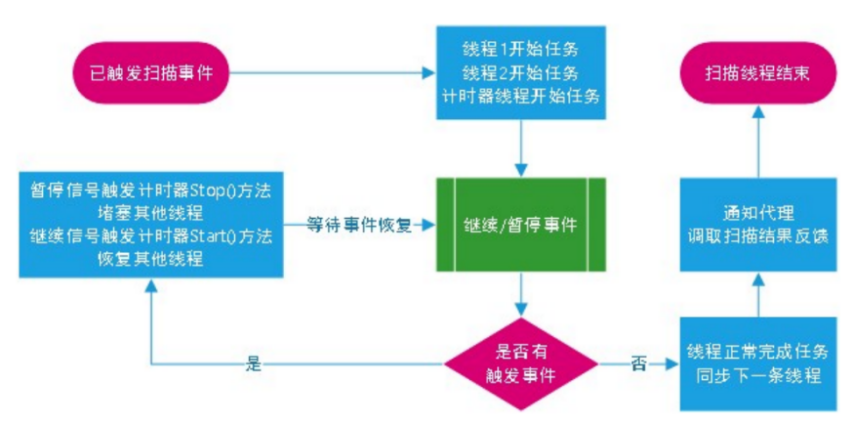 已触发扫描事件
线程1开始任务
线程2开始任务
计时器线程开始任务
扫描线程结束
暂停信号触发计时器Stop()方法
堵塞其他线程
继续信号触发计时器Start()方法
恢复其他线程
等待事件恢复
继续/暂停事件
通知代理
调取扫描结果反馈
是否有
触发事件
是
否
线程正常完成任务
同步下一条线程